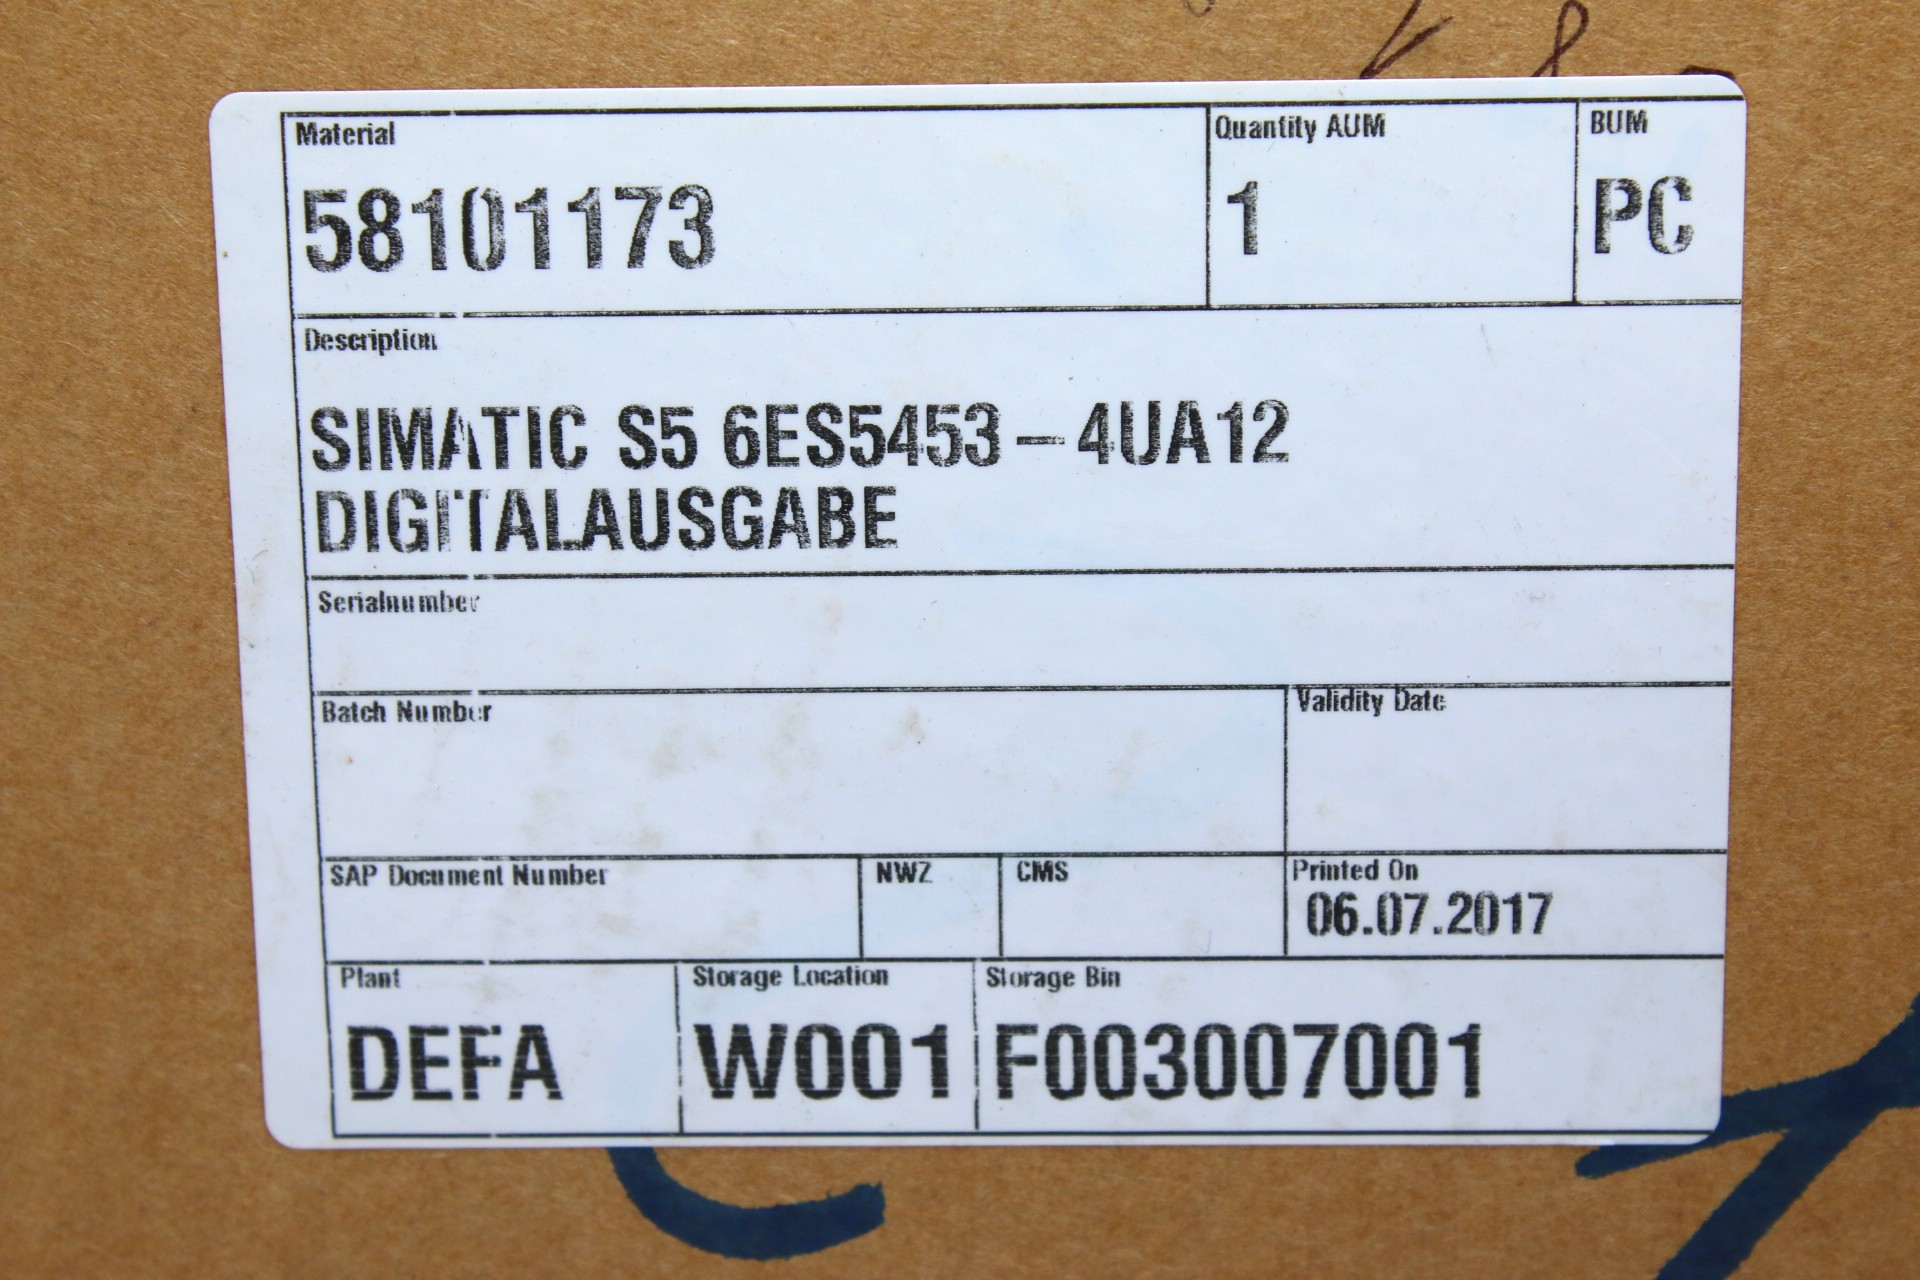 Material
58101173
Quantity AUM
1
BUM
PC
Description
SIMATIC S5 6ES5453-4UA12
DIGITALAUSGABE
Serialnumber
Batch Number
Validity Date
SAP Document Number
NWZ
CMS
Printed On
06.07.2017
Plant
DEFA
Storage Location
W001
Storage Bin
F003007001